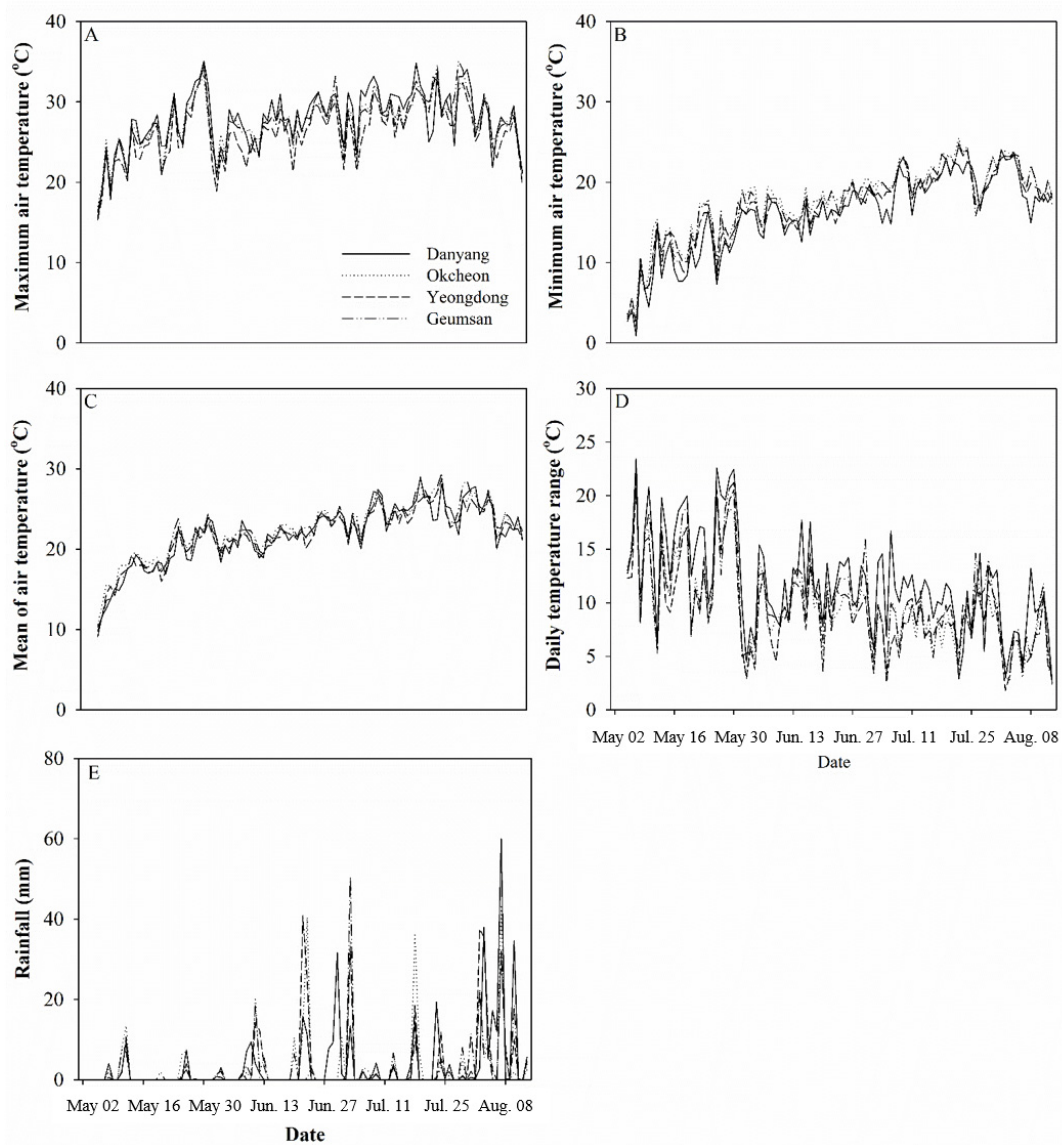 A
Maximum air temperature (°C)
40
30
20
10
0
Danyang
Okcheon
Yeongdong
Geumsan
B
Minimum air temperature (°C)
40
30
20
10
0
C
Mean of air temperature (°C)
40
30
20
10
0
D
Daily temperature range (°C)
30
25
20
15
10
5
0
May 02 May 16 May 30 Jun. 13 Jun. 27 Jul. 11 Jul. 25 Aug. 08
Date
E
Rainfall (mm)
80
60
40
20
0
May 02 May 16 May 30 Jun. 13 Jun. 27 Jul. 11 Jul. 25 Aug. 08
Date